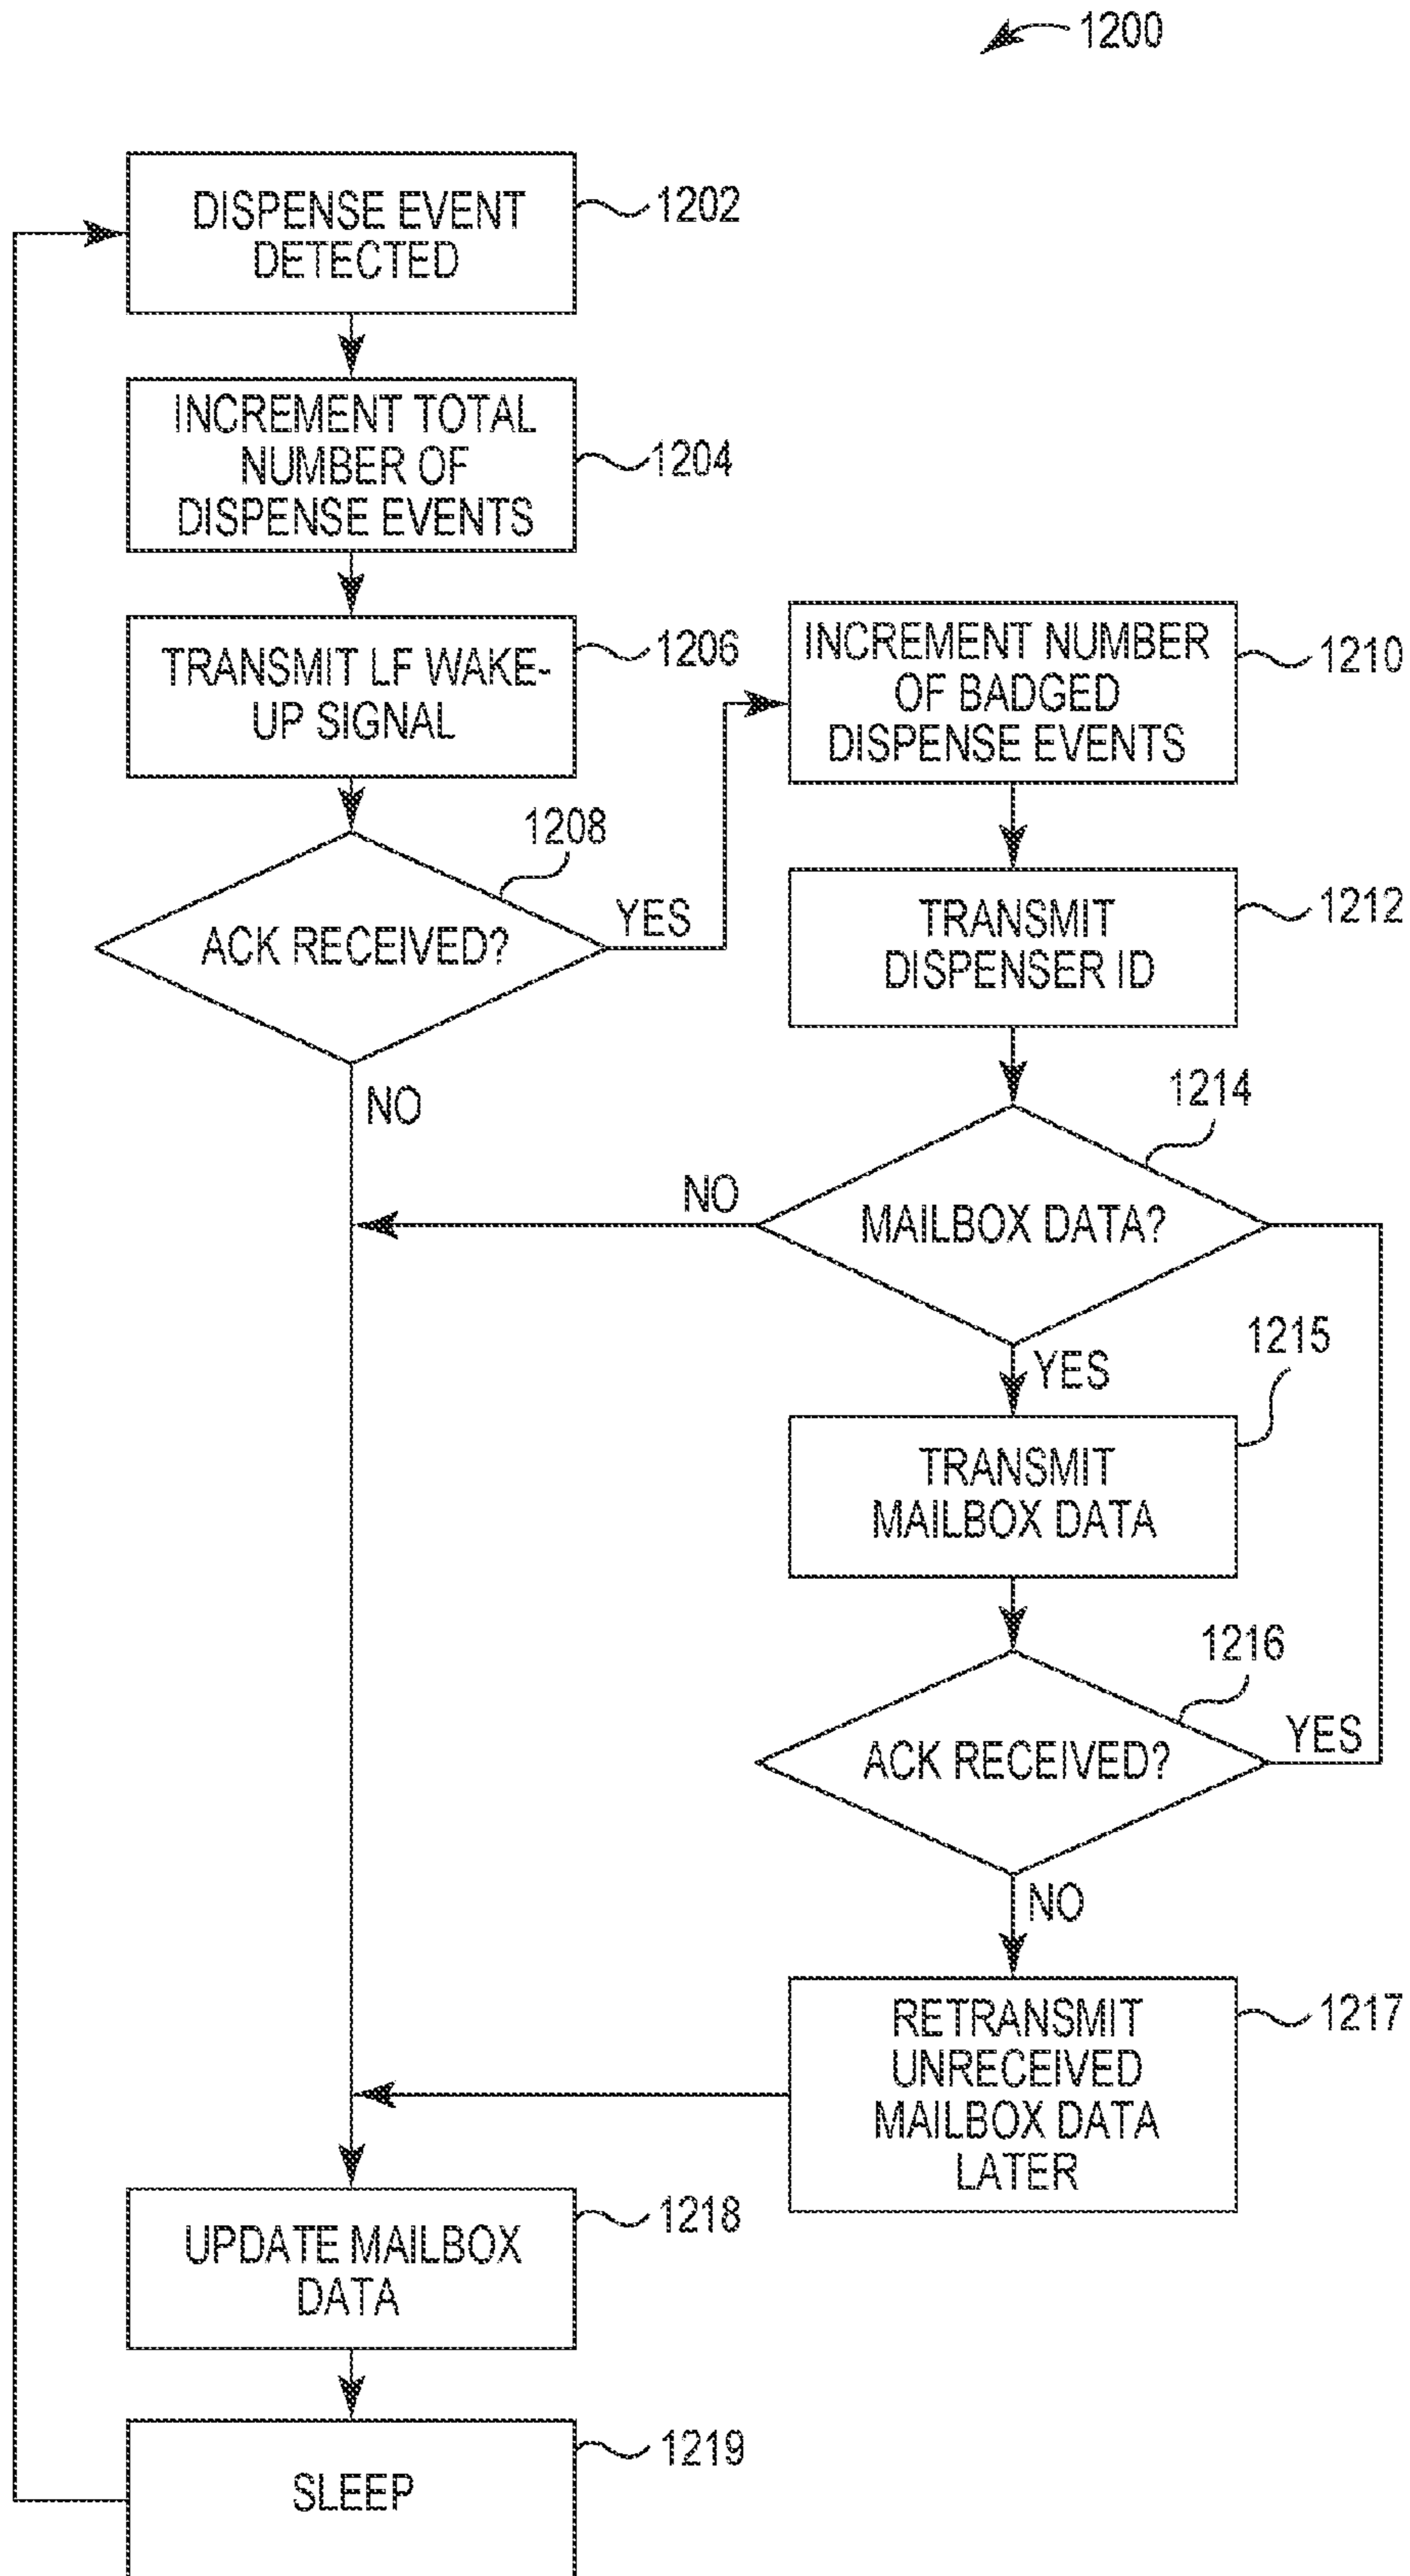 1200
DISPENSE EVENT
DETECTED
1202
INCREMENT TOTAL
NUMBER OF
DISPENSE EVENTS
1204
TRANSMIT LF WAKE-
UP SIGNAL
1206
ACK RECEIVED?
1208
YES
NO
INCREMENT NUMBER
OF BADGED
DISPENSE EVENTS
1210
TRANSMIT
DISPENSER ID
1212
MAILBOX DATA?
1214
NO
YES
TRANSMIT
MAILBOX DATA
1215
ACK RECEIVED?
1216
YES
NO
RETRANSMIT
UNRECEIVED
MAILBOX DATA
LATER
1217
UPDATE MAILBOX
DATA
1218
SLEEP
1219